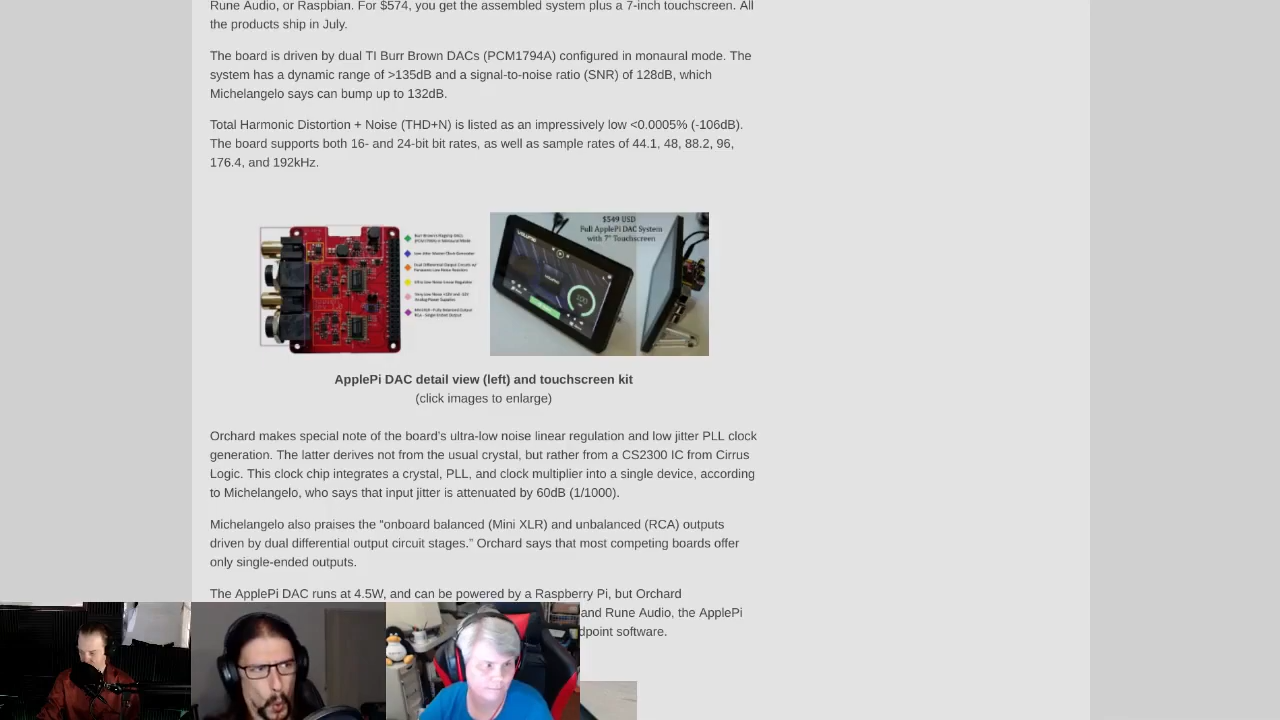 Rune Audio, or Raspbian. For $574, you get the assembled system plus a 7-inch touchscreen. All
the products ship in July.
The board is driven by dual TI Burr Brown DACs (PCM1794A) configured in monaural mode. The
system has a dynamic range of >135dB and a signal-to-noise ratio (SNR) of 128dB, which
Michelangelo says can bump up to 132dB.
Total Harmonic Distortion + Noise (THD+N) is listed as an impressively low <0.0005% (-106dB).
The board supports both 16- and 24-bit bit rates, as well as sample rates of 44.1, 48, 88.2, 96,
176.4, and 192kHz.
$549 USD
Full ApplePi DAC System
with 7" Touchscreen
ApplePi DAC detail view (left) and touchscreen kit
(click images to enlarge)
Orchard makes special note of the board's ultra-low noise linear regulation and low jitter PLL clock
generation. The latter derives not from the usual crystal, but rather from a CS2300 IC from Cirrus
Logic. This clock chip integrates a crystal, PLL, and clock multiplier into a single device, according
to Michelangelo, who says that input jitter is attenuated by 60dB (1/1000).
Michelangelo also praises the "onboard balanced (Mini XLR) and unbalanced (RCA) outputs
driven by dual differential output circuit stages." Orchard says that most competing boards offer
only single-ended outputs.
The ApplePi DAC runs at 4.5W, and can be powered by a Raspberry Pi, but Orchard
and Rune Audio, the ApplePi
dpoint software.